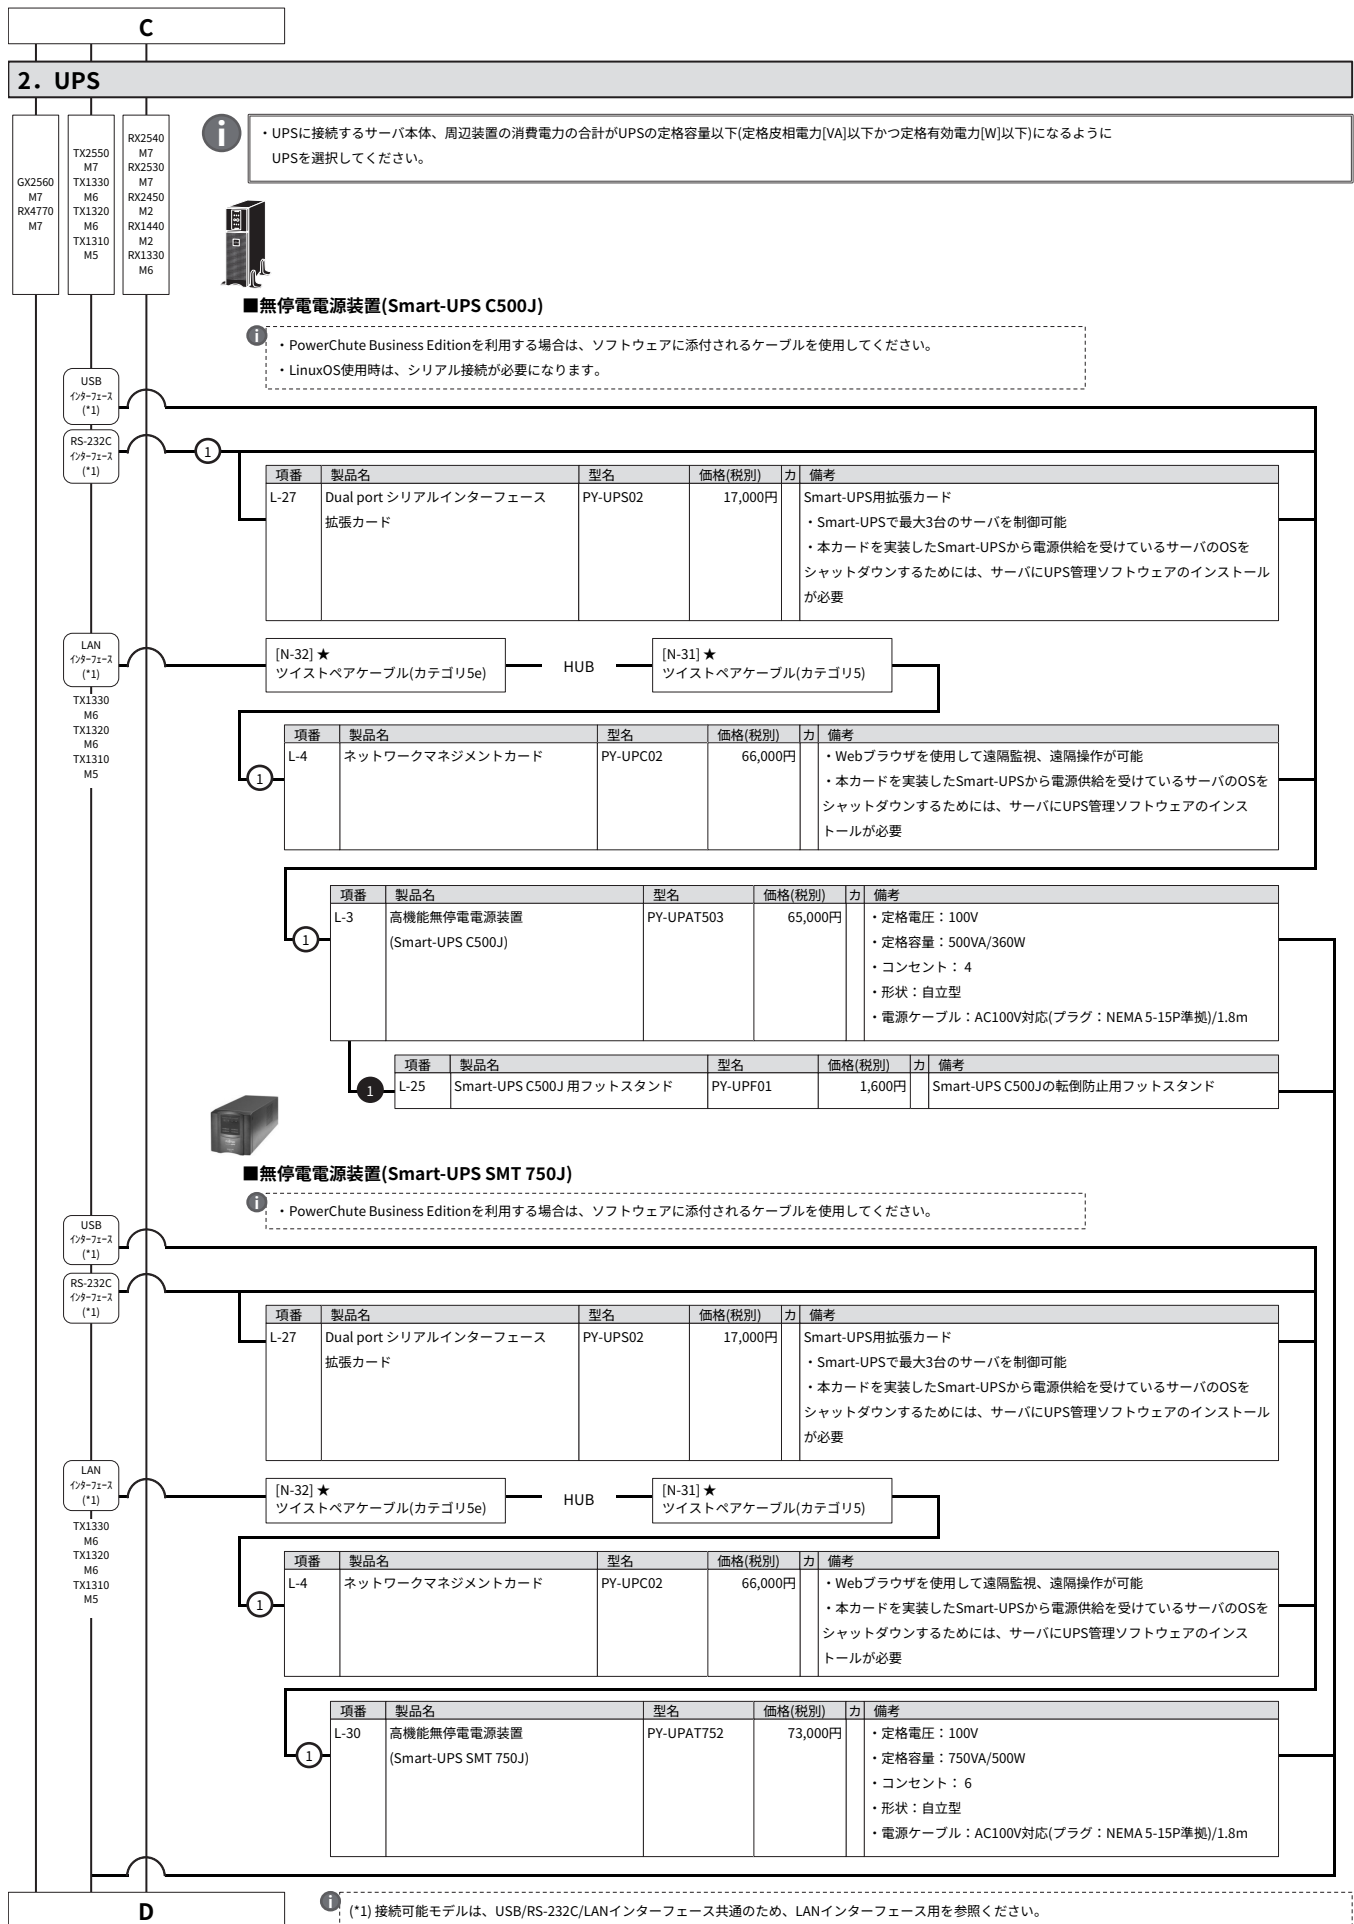 C
2．UPS
GX2560
M7
RX4770
M7
TX2550
M7
TX1330
M6
TX1320
M6
TX1310
M5
RX2540
M7
RX2530
M7
RX2450
M2
RX1440
M2
RX1330
M6
・UPSに接続するサーバ本体、周辺装置の消費電力の合計がUPSの定格容量以下(定格皮相電力[VA]以下かつ定格有効電力[W]以下)になるように
UPSを選択してください。
■無停電電源装置(Smart-UPS C500J)
・PowerChute Business Editionを利用する場合は、ソフトウェアに添付されるケーブルを使用してください。
・LinuxOS使用時は、シリアル接続が必要になります。
USB
ｲﾝﾀｰﾌｪｰｽ
(*1)
RS-232C
ｲﾝﾀｰﾌｪｰｽ
(*1)
1
項番 製品名 型名 価格(税別) カ 備考
L-27 Dual port シリアルインターフェース PY-UPS02 17,000円 Smart-UPS用拡張カード
拡張カード ・Smart-UPSで最大3台のサーバを制御可能
・本カードを実装したSmart-UPSから電源供給を受けているサーバのOSを
シャットダウンするためには、サーバにUPS管理ソフトウェアのインストール
が必要
LAN
ｲﾝﾀｰﾌｪｰｽ
(*1)
TX1330
M6
TX1320
M6
TX1310
M5
[N-32] ★
ツイストペアケーブル(カテゴリ5e)
HUB
[N-31] ★
ツイストペアケーブル(カテゴリ5)
項番 製品名 型名 価格(税別) カ 備考
1 L-4 ネットワークマネジメントカード PY-UPC02 66,000円 ・Webブラウザを使用して遠隔監視、遠隔操作が可能
・本カードを実装したSmart-UPSから電源供給を受けているサーバのOSを
シャットダウンするためには、サーバにUPS管理ソフトウェアのインス
トールが必要
項番 製品名 型名 価格(税別) カ 備考
1 L-3 高機能無停電電源装置 PY-UPAT503 65,000円 ・定格電圧：100V
(Smart-UPS C500J) ・定格容量：500VA/360W
・コンセント： 4
・形状：自立型
・電源ケーブル：AC100V対応(プラグ：NEMA 5-15P準拠)/1.8m
項番 製品名 型名 価格(税別) カ 備考
1 L-25 Smart-UPS C500J 用フットスタンド PY-UPF01 1,600円 Smart-UPS C500Jの転倒防止用フットスタンド
■無停電電源装置(Smart-UPS SMT 750J)
・PowerChute Business Editionを利用する場合は、ソフトウェアに添付されるケーブルを使用してください。
USB
ｲﾝﾀｰﾌｪｰｽ
(*1)
RS-232C
ｲﾝﾀｰﾌｪｰｽ
(*1)
項番 製品名 型名 価格(税別) カ 備考
L-27 Dual port シリアルインターフェース PY-UPS02 17,000円 Smart-UPS用拡張カード
拡張カード ・Smart-UPSで最大3台のサーバを制御可能
・本カードを実装したSmart-UPSから電源供給を受けているサーバのOSを
シャットダウンするためには、サーバにUPS管理ソフトウェアのインストール
が必要
LAN
ｲﾝﾀｰﾌｪｰｽ
(*1)
TX1330
M6
TX1320
M6
TX1310
M5
[N-32] ★
ツイストペアケーブル(カテゴリ5e)
HUB
[N-31] ★
ツイストペアケーブル(カテゴリ5)
項番 製品名 型名 価格(税別) カ 備考
1 L-4 ネットワークマネジメントカード PY-UPC02 66,000円 ・Webブラウザを使用して遠隔監視、遠隔操作が可能
・本カードを実装したSmart-UPSから電源供給を受けているサーバのOSを
シャットダウンするためには、サーバにUPS管理ソフトウェアのインス
トールが必要
項番 製品名 型名 価格(税別) カ 備考
1 L-30 高機能無停電電源装置 PY-UPAT752 73,000円 ・定格電圧：100V
(Smart-UPS SMT 750J) ・定格容量：750VA/500W
・コンセント： 6
・形状：自立型
・電源ケーブル：AC100V対応(プラグ：NEMA 5-15P準拠)/1.8m
D
(*1) 接続可能モデルは、USB/RS-232C/LANインターフェース共通のため、LANインターフェース用を参照ください。